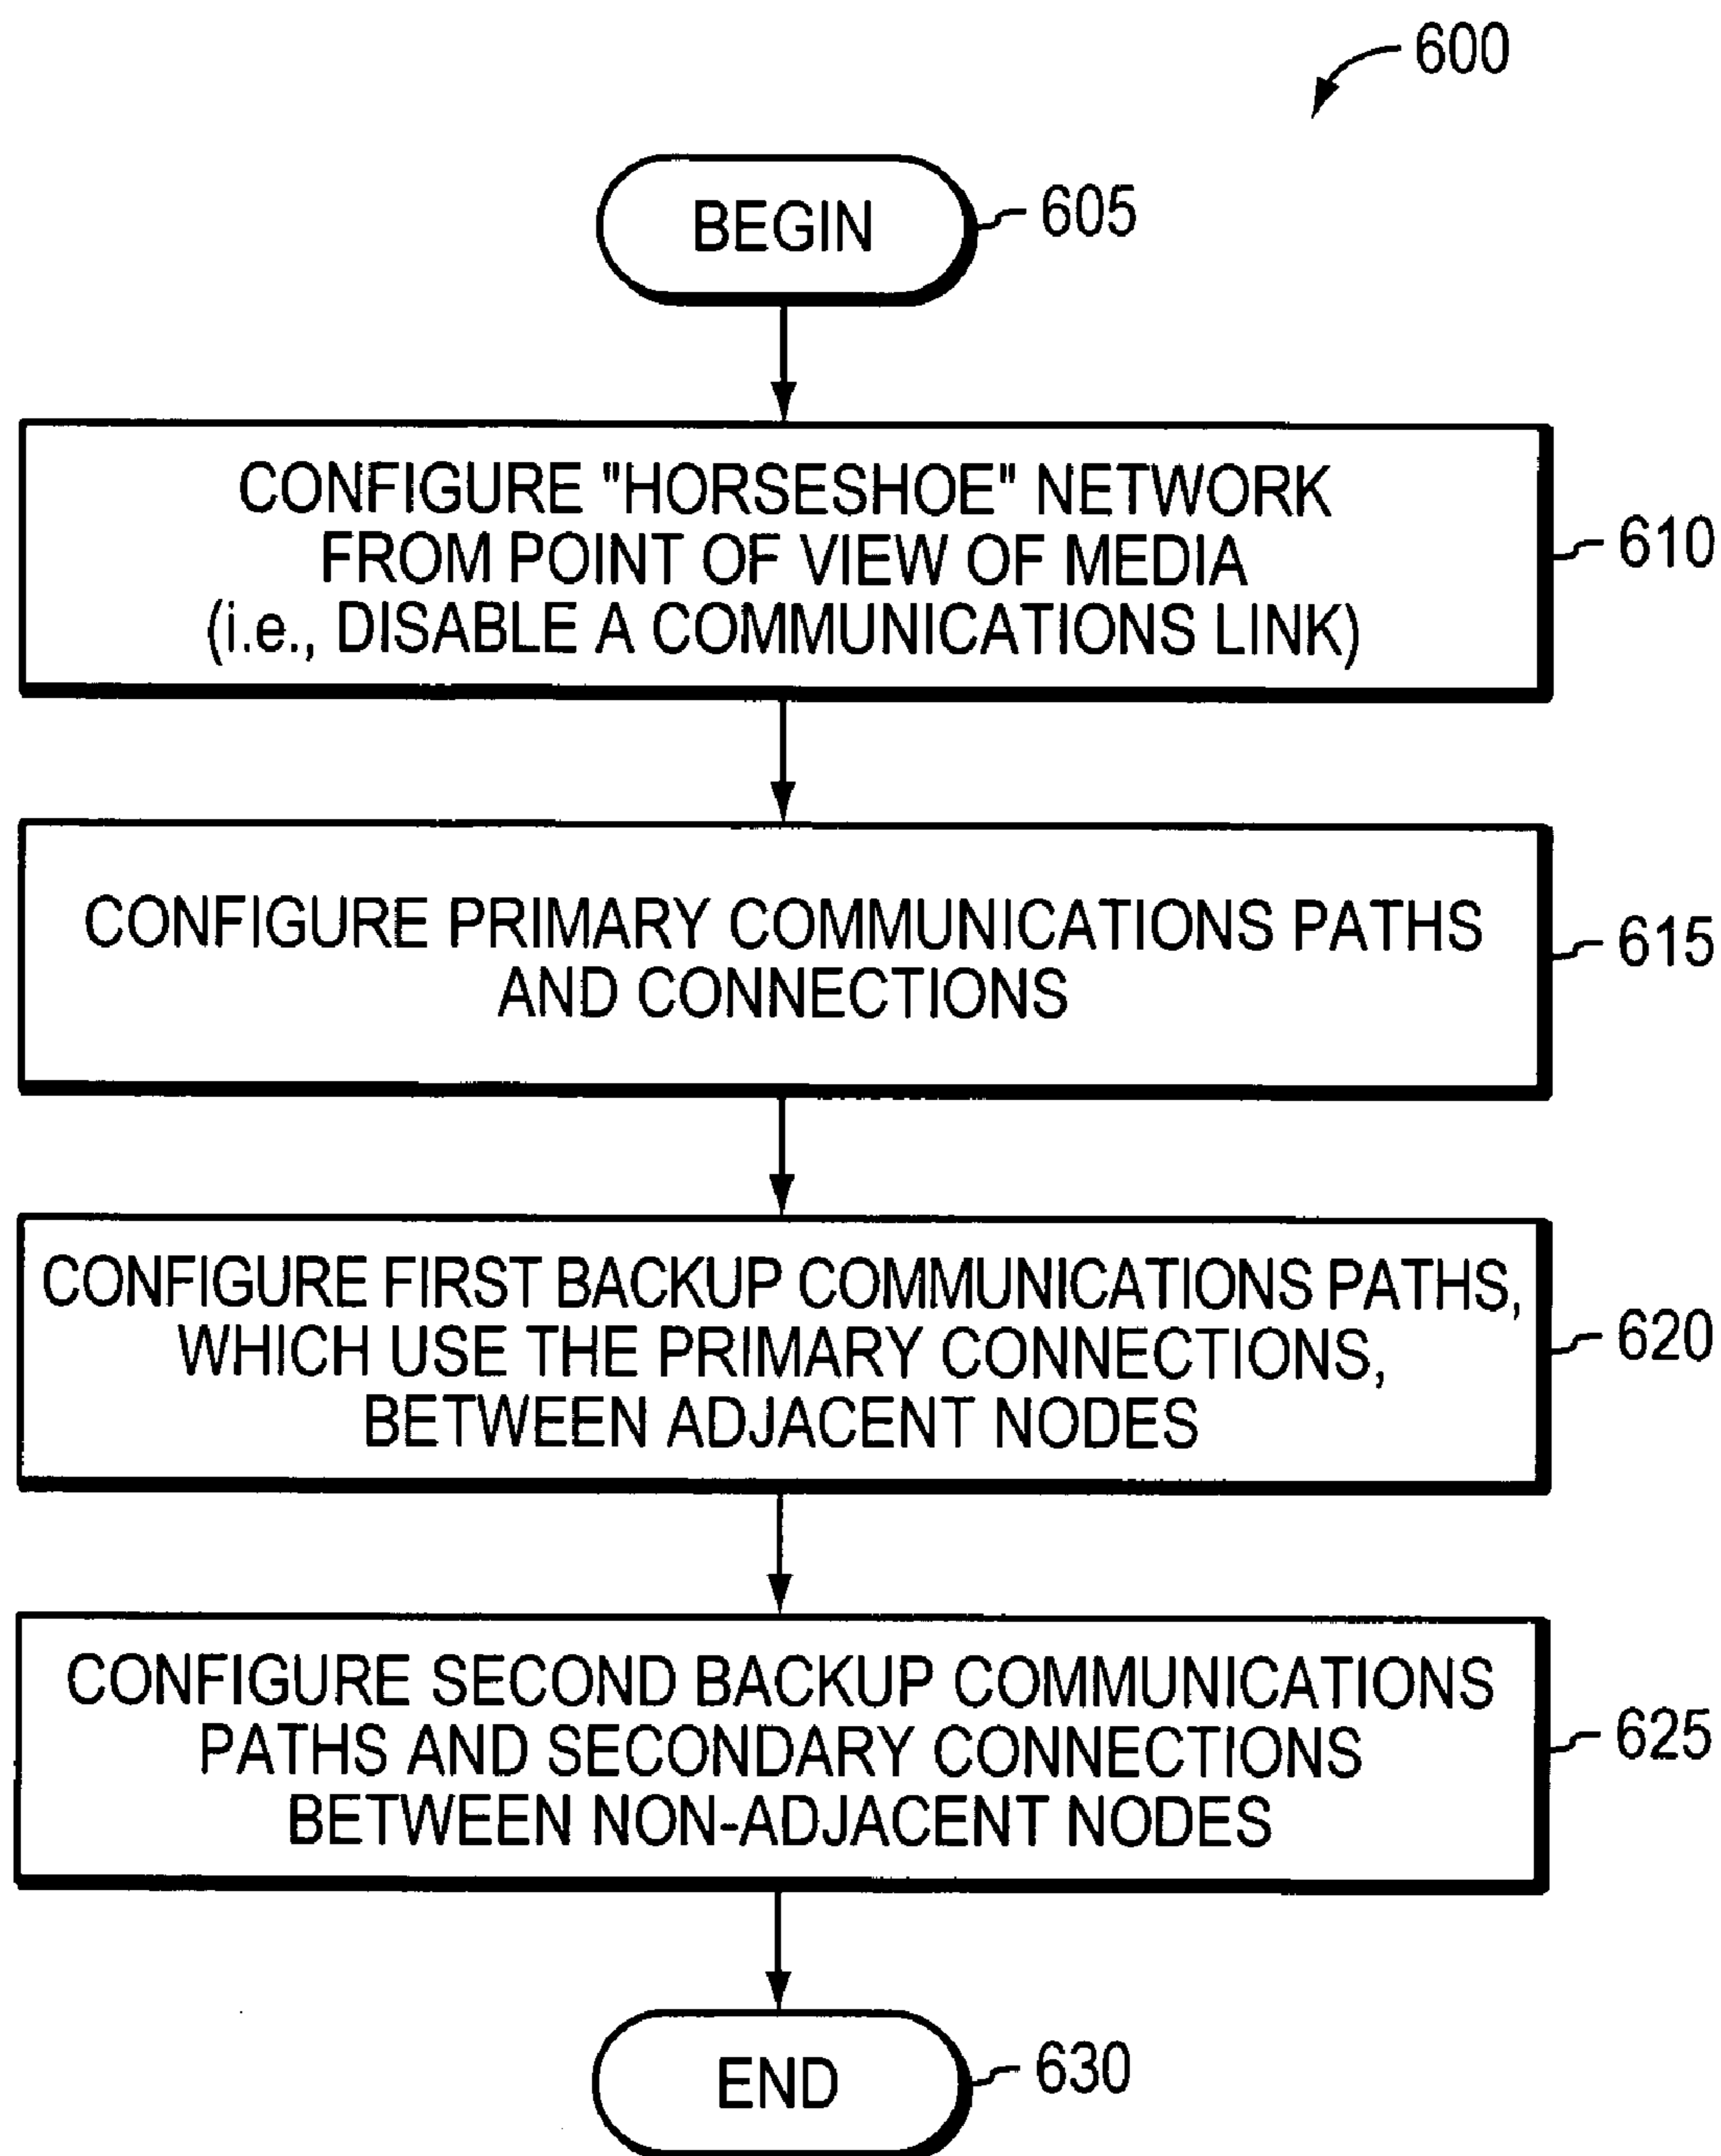 600
BEGIN
605
CONFIGURE "HORSESHOE" NETWORK
FROM POINT OF VIEW OF MEDIA
(i.e., DISABLE A COMMUNICATIONS LINK)
610
CONFIGURE PRIMARY COMMUNICATIONS PATHS
AND CONNECTIONS
615
CONFIGURE FIRST BACKUP COMMUNICATIONS PATHS,
WHICH USE THE PRIMARY CONNECTIONS,
BETWEEN ADJACENT NODES
620
CONFIGURE SECOND BACKUP COMMUNICATIONS
PATHS AND SECONDARY CONNECTIONS
BETWEEN NON-ADJACENT NODES
625
END
630